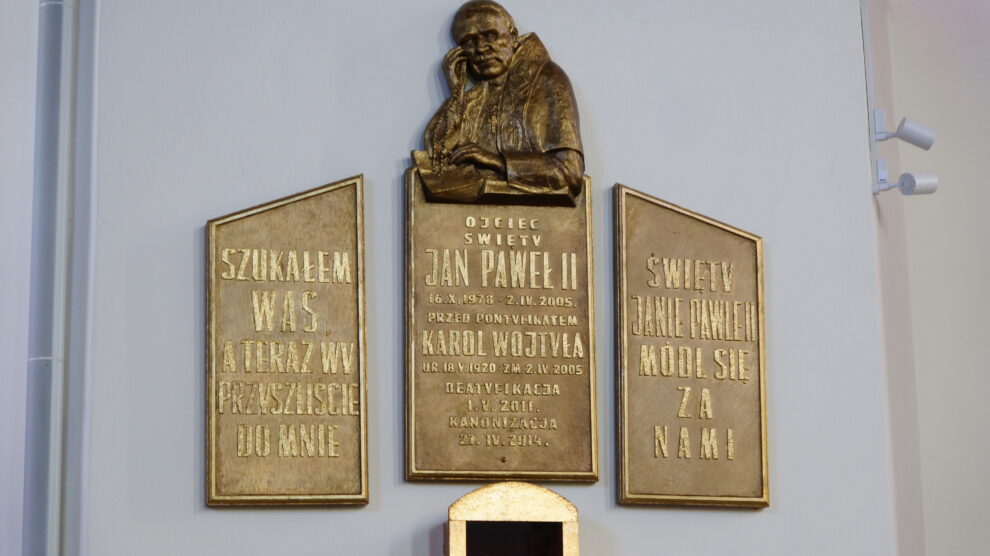 SZUKAŁEM
WAS
A TERAZ WY
PRZYSZLIŚCIE
DO MNIE
OJCIEC
ŚWIĘTY
JAN PAWEŁ II
16.X.1978 - 2.IV.2005.
PRZED PONTYFIKATEM
KAROL WOJTYŁA
UR.18 V.1920-ZM.2.IV.2005.
BEATYFIKACJA
1.V. 2011.
KANONIZACJA
27. IV. 2014.
ŚWIĘTY
JANIE PAWLE II
MÓDL SIĘ
ZA
NAMI